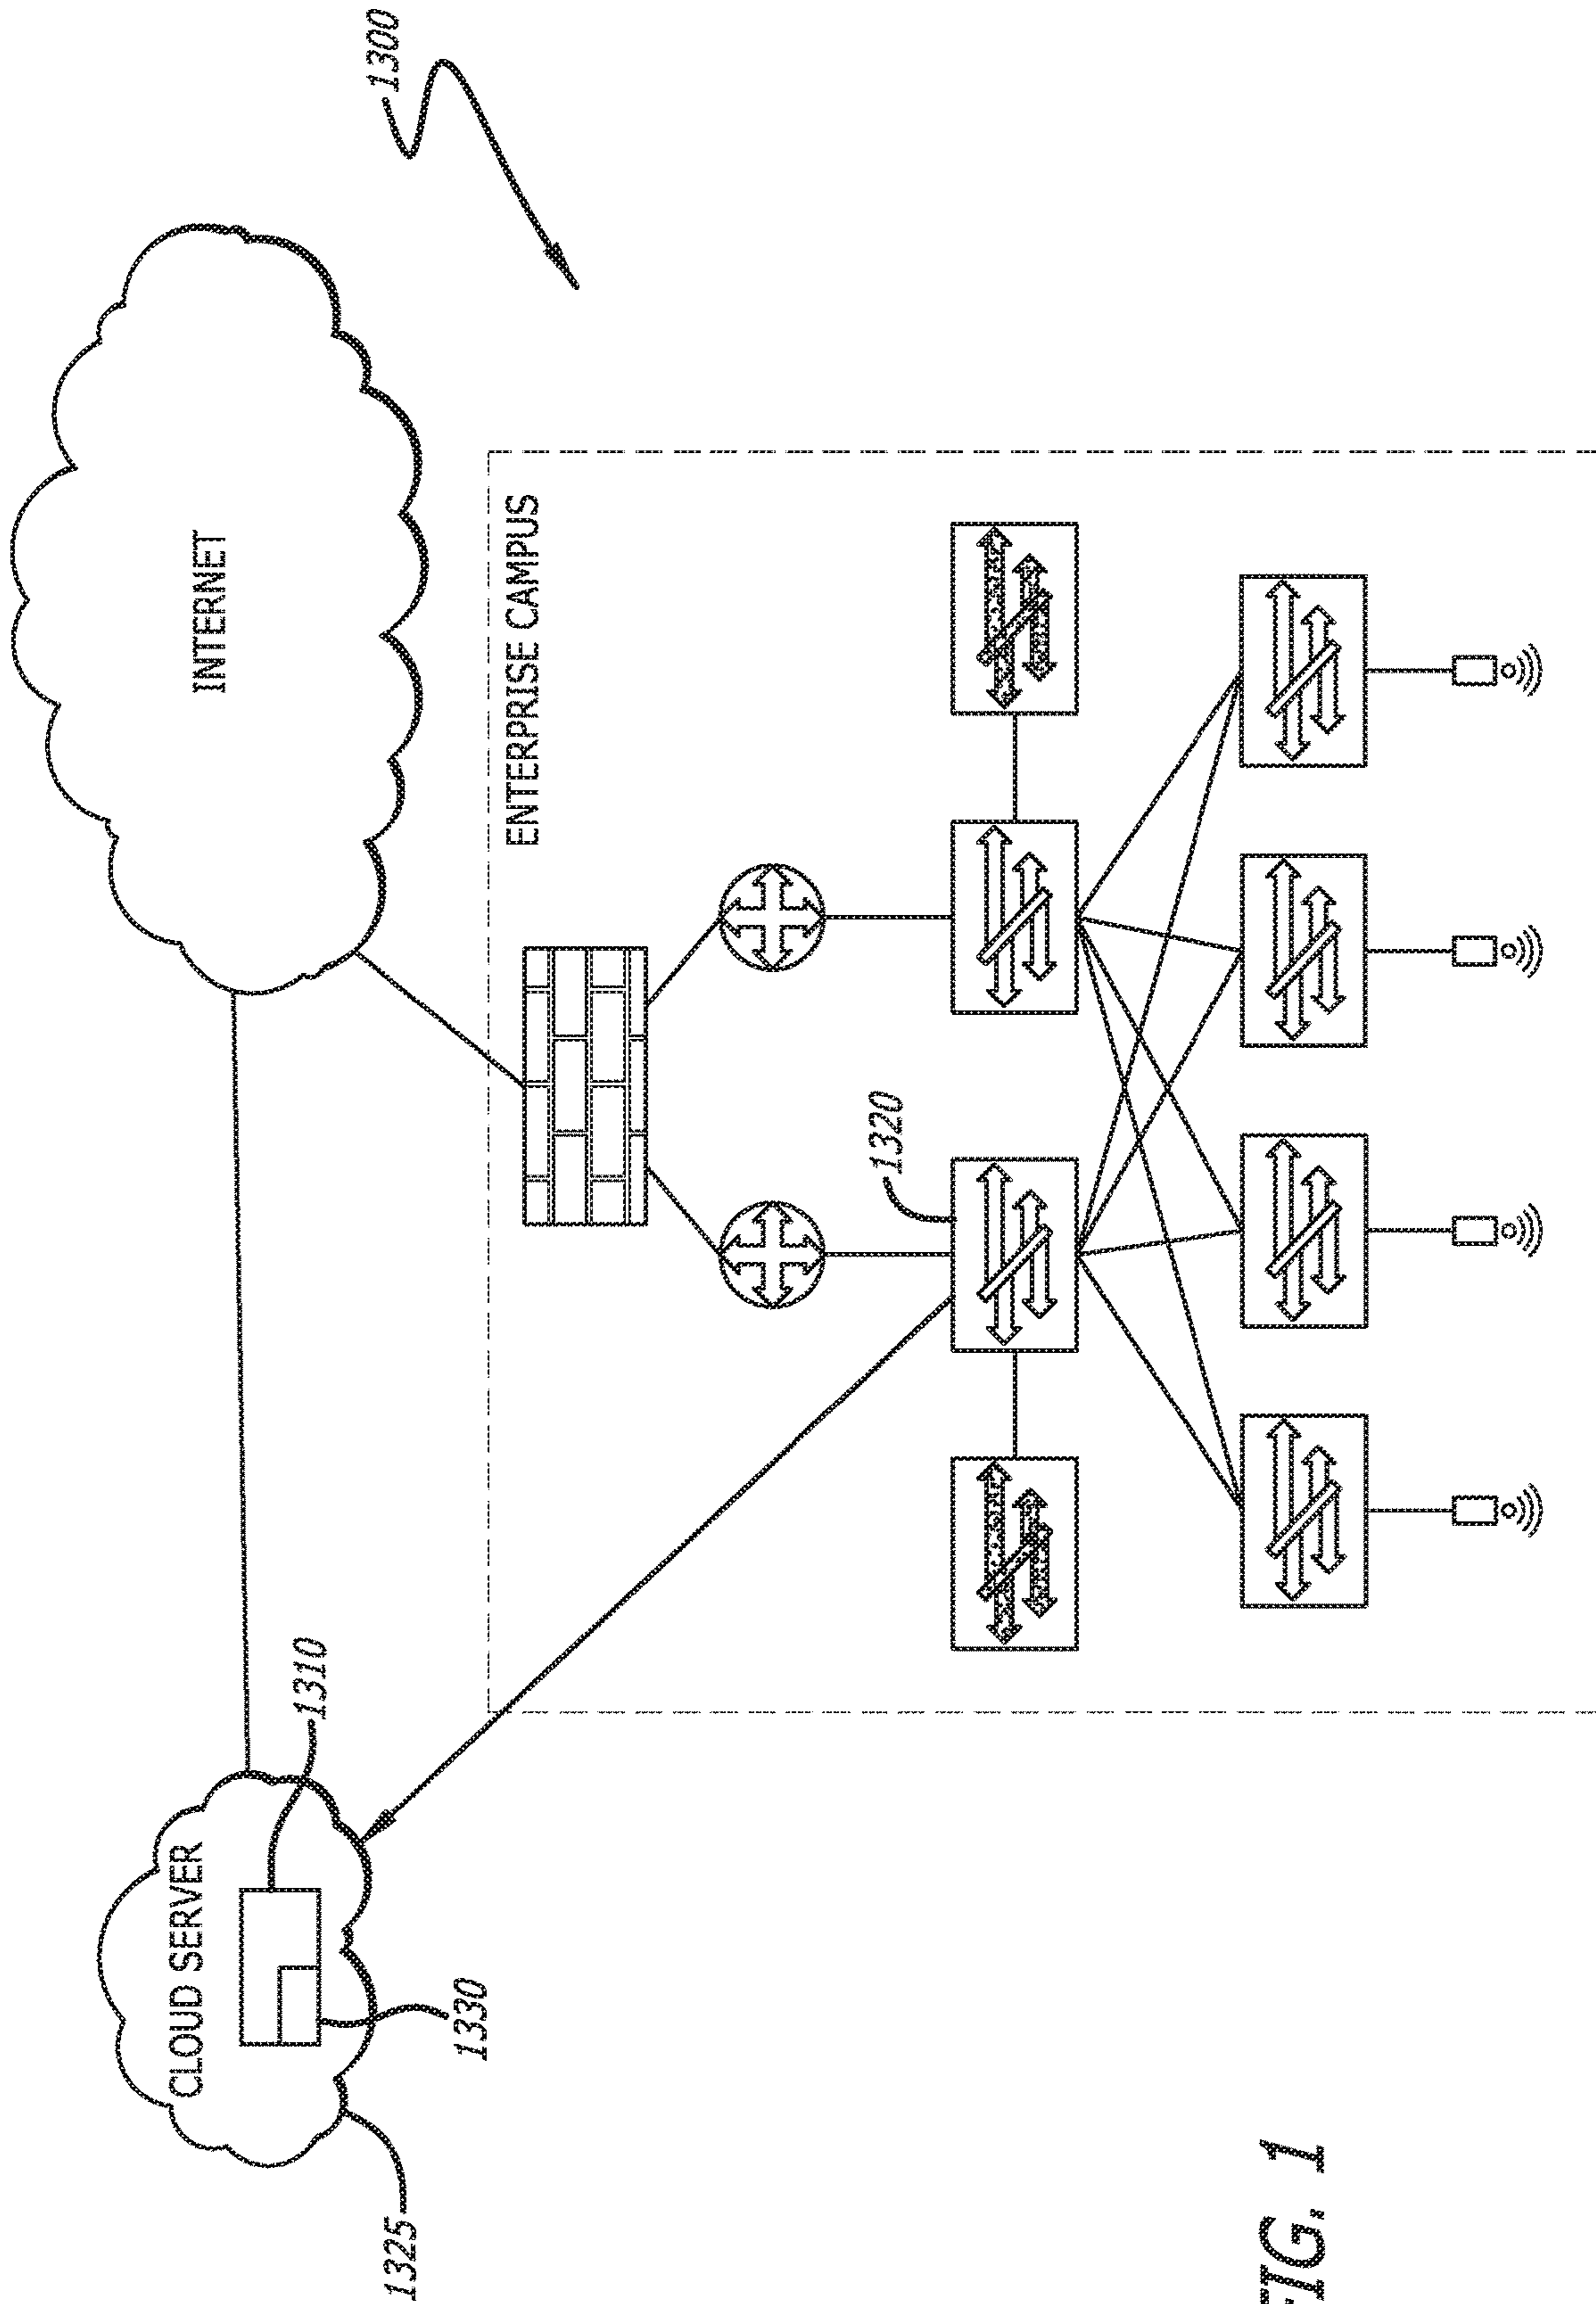 1300
INTERNET
ENTERPRISE CAMPUS
CLOUD SERVER
1310
1330
1325
1320
FIG. 1